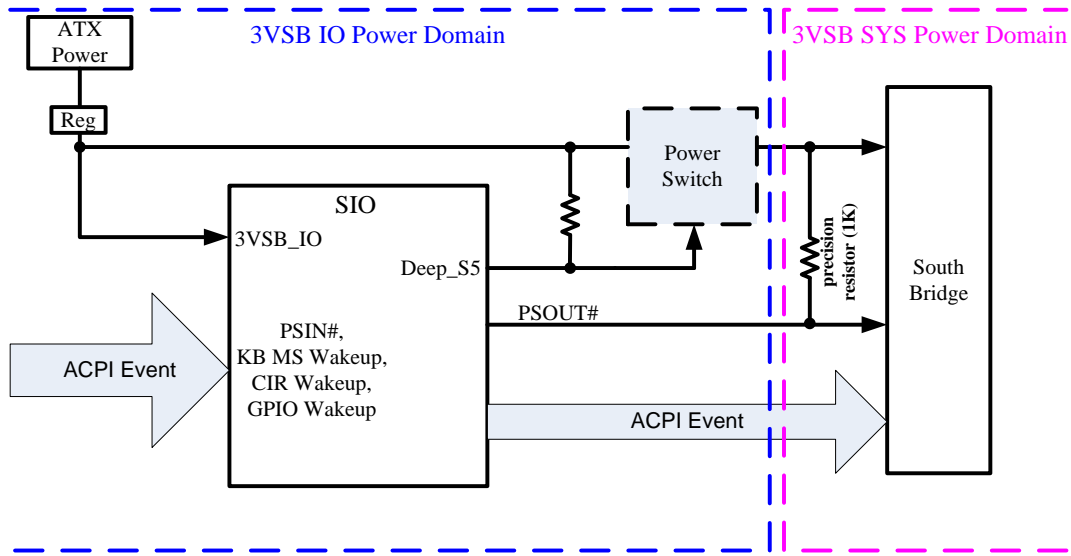 ATX
Power
3VSB IO Power Domain
3VSB SYS Power Domain
Reg
Power
Switch
SIO
3VSB_IO
Deep_S5
precision
resistor (1K)
South
Bridge
PSOUT#
PSIN#,
KB MS Wakeup,
CIR Wakeup,
GPIO Wakeup
ACPI Event
ACPI Event